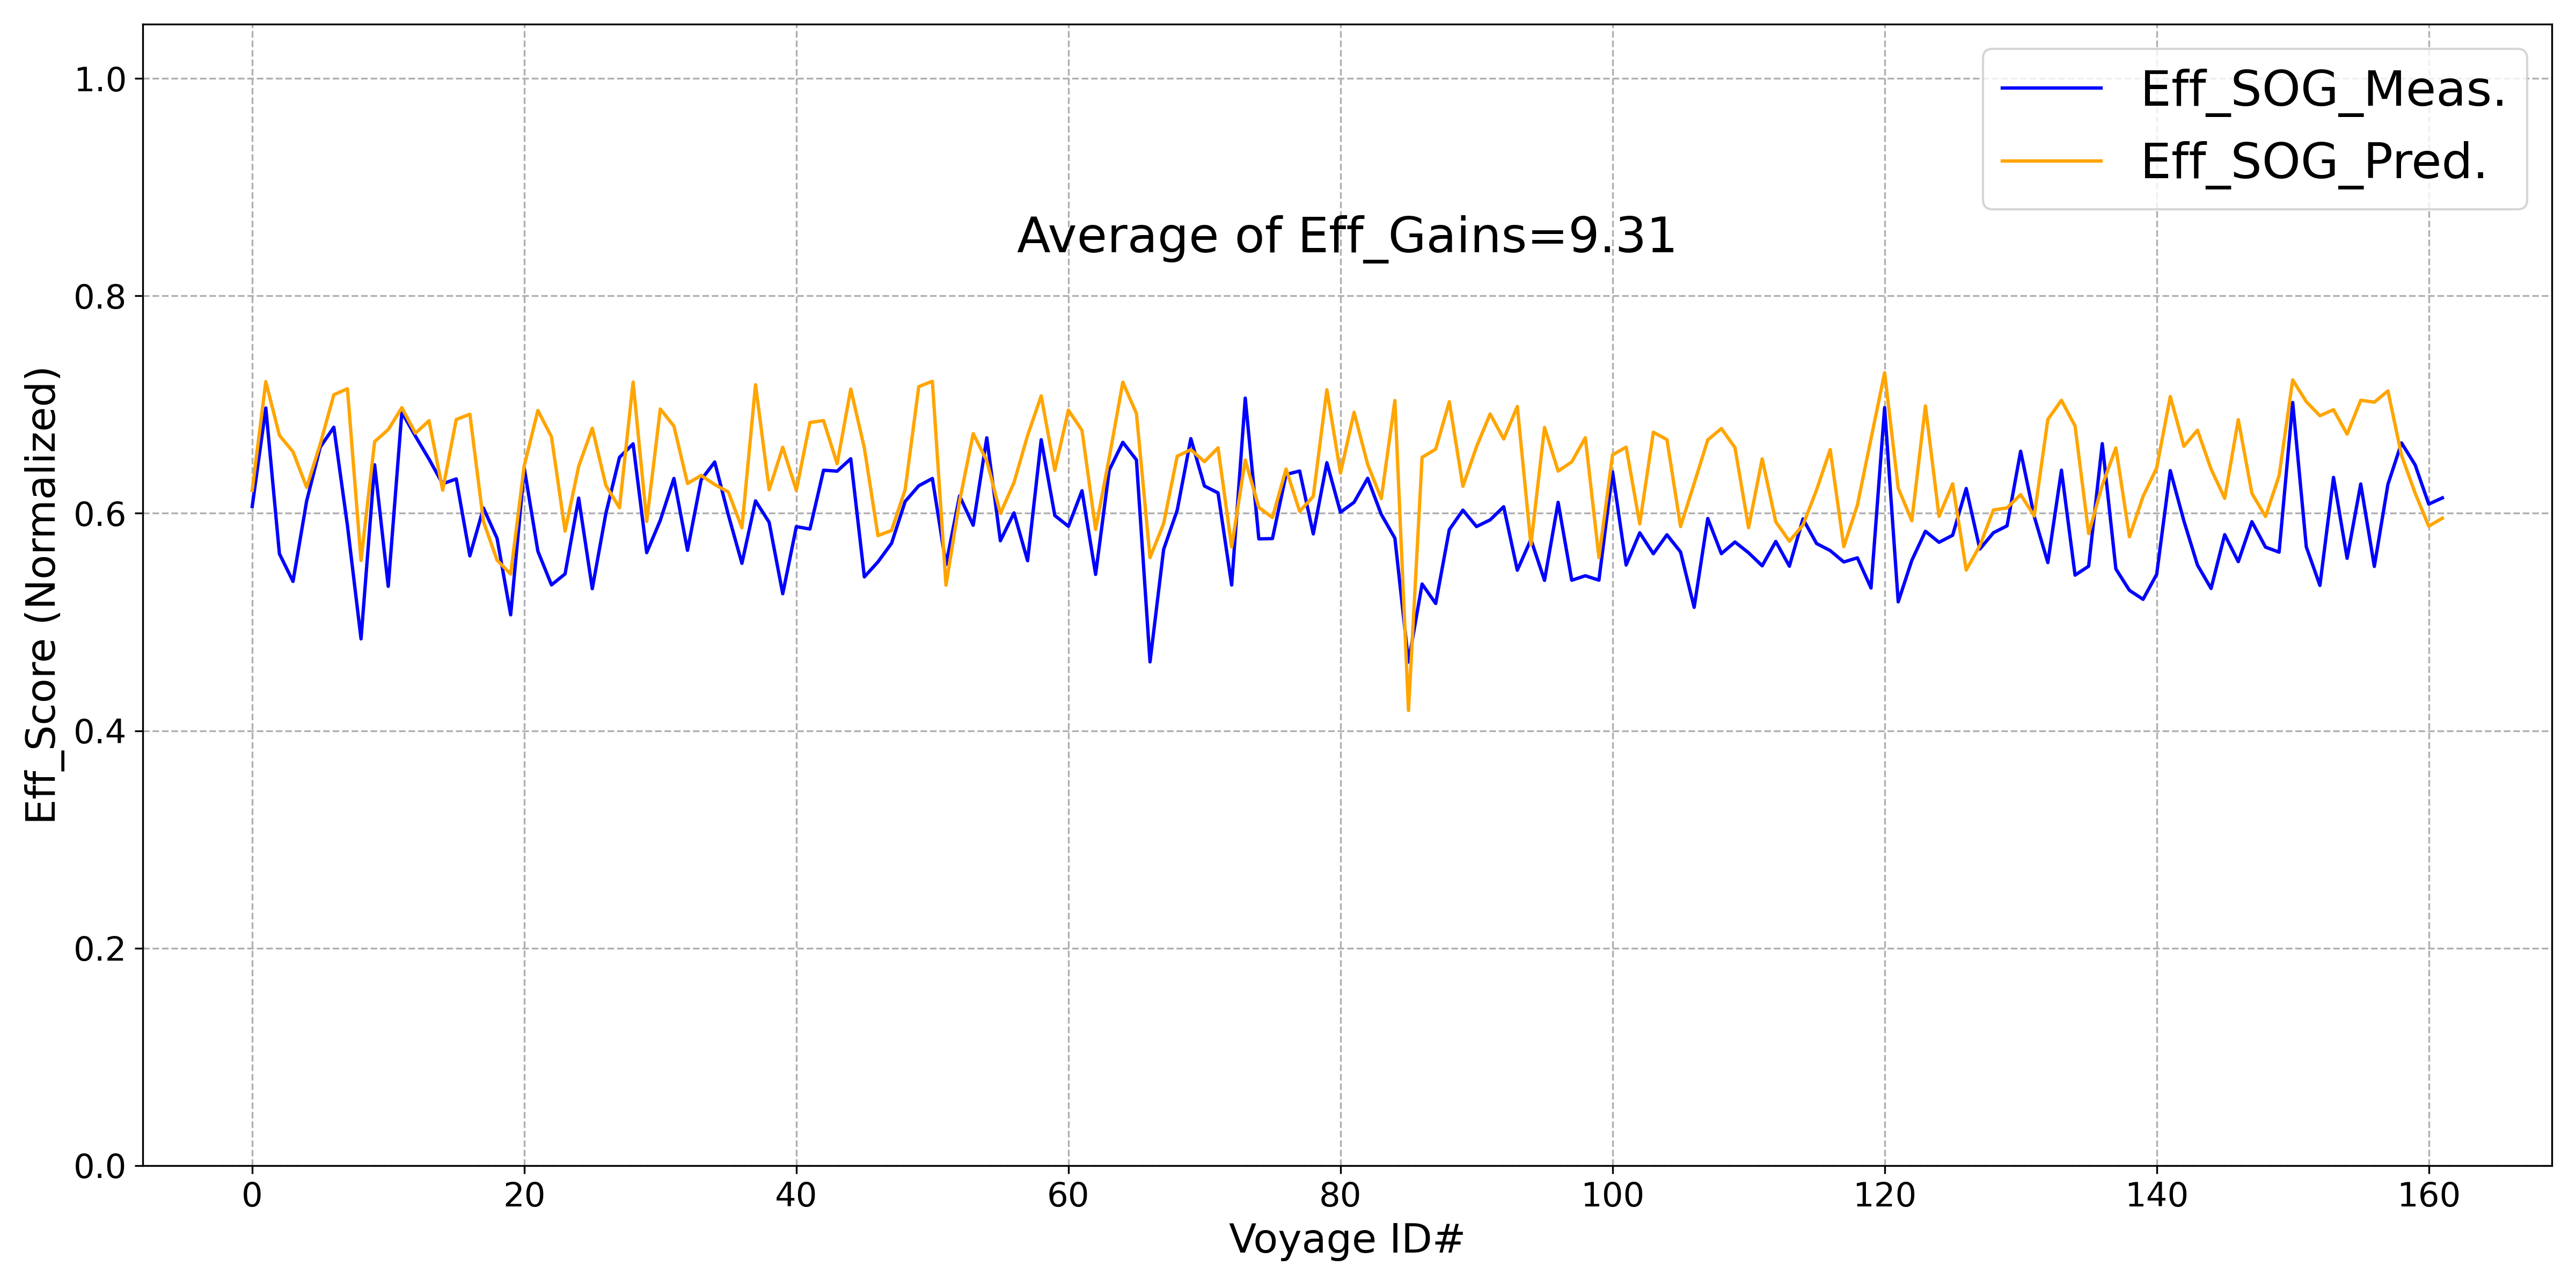 Eff_SOG_Meas.
Eff_SOG_Pred.
Average of Eff_Gains=9.31
Eff_Score (Normalized)
1.0
0.8
0.6
0.4
0.2
0.0
0 20 40 60 80 100 120 140 160
Voyage ID#